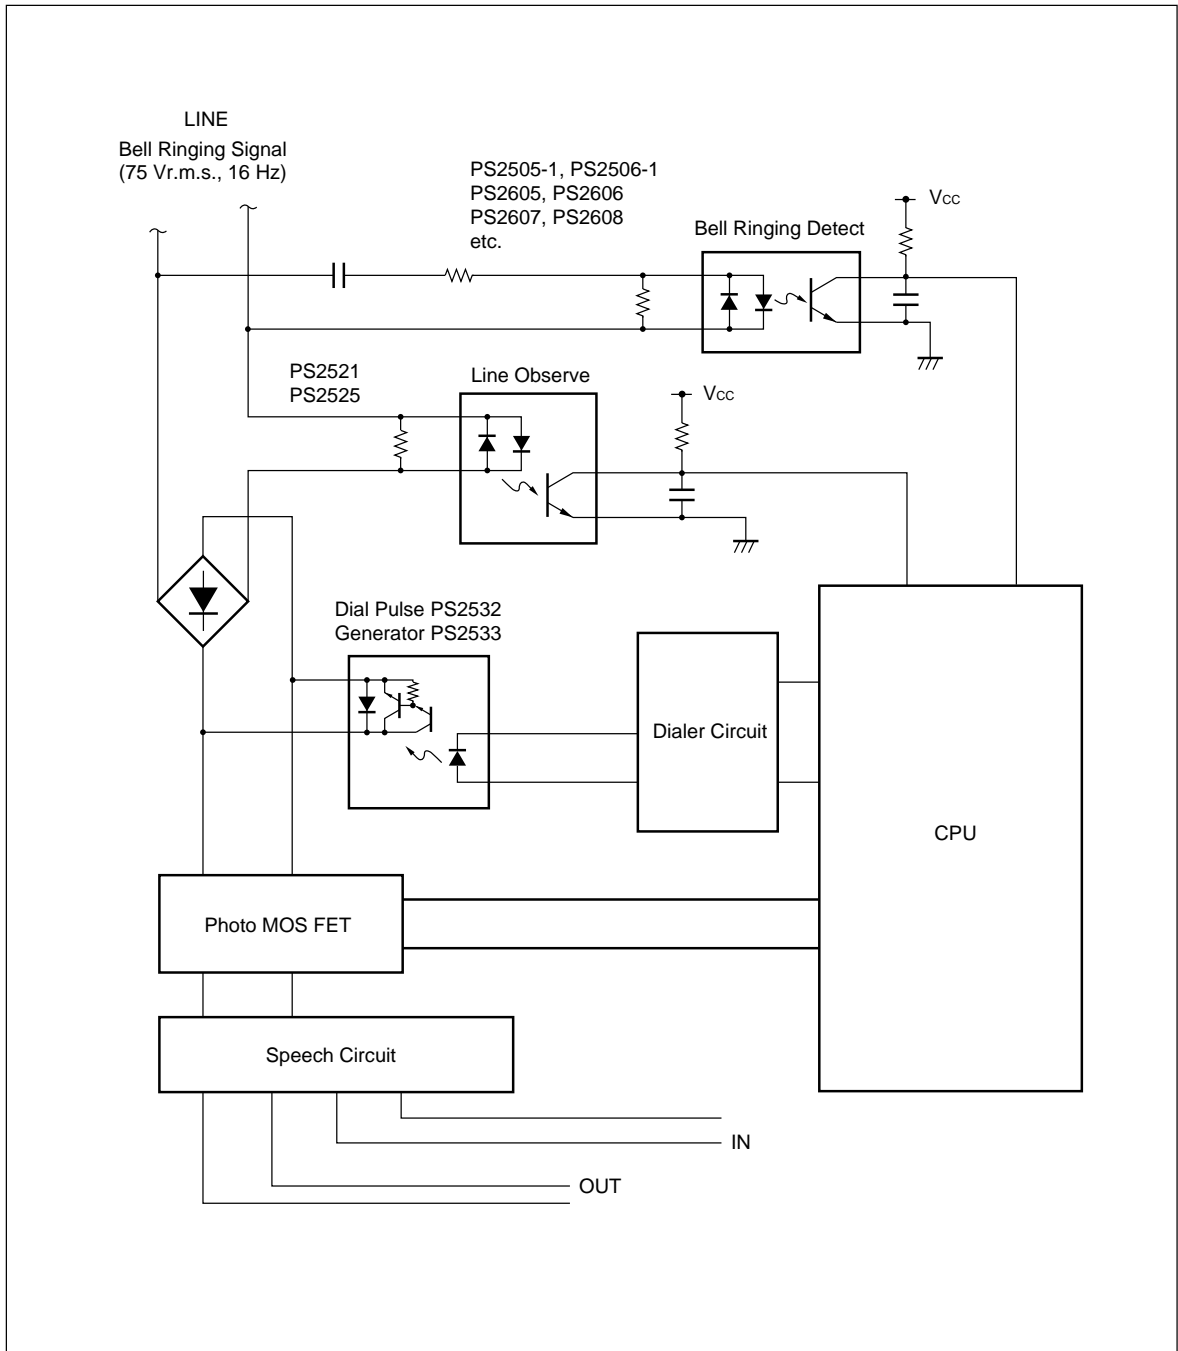 LINE
Bell Ringing Signal
(75 Vr.m.s., 16 Hz)
PS2505-1, PS2506-1
PS2605, PS2606
PS2607, PS2608
etc.
Bell Ringing Detect
VCC
PS2521
PS2525
Line Observe
VCC
Dial Pulse PS2532
Generator PS2533
Dialer Circuit
CPU
Photo MOS FET
Speech Circuit
IN
OUT